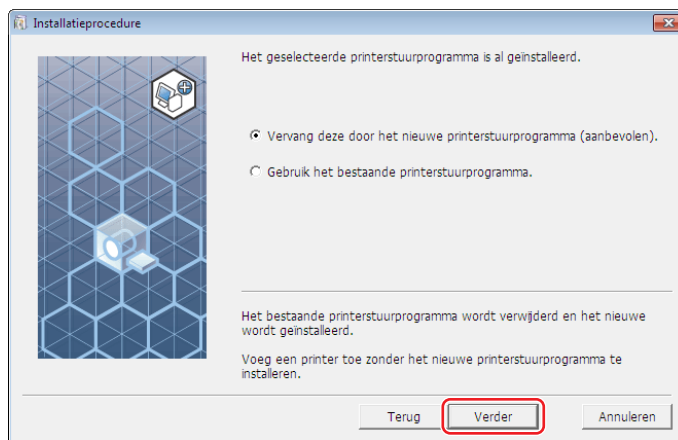 Installatieprocedure
Het geselecteerde printerstuurprogramma is al geïnstalleerd.
Vervang deze door het nieuwe printerstuurprogramma (aanbevolen).
Gebruik het bestaande printerstuurprogramma.
Het bestaande printerstuurprogramma wordt verwijderd en het nieuwe
wordt geïnstalleerd.
Voeg een printer toe zonder het nieuwe printerstuurprogramma te
installeren.
Terug
Verder
Annuleren